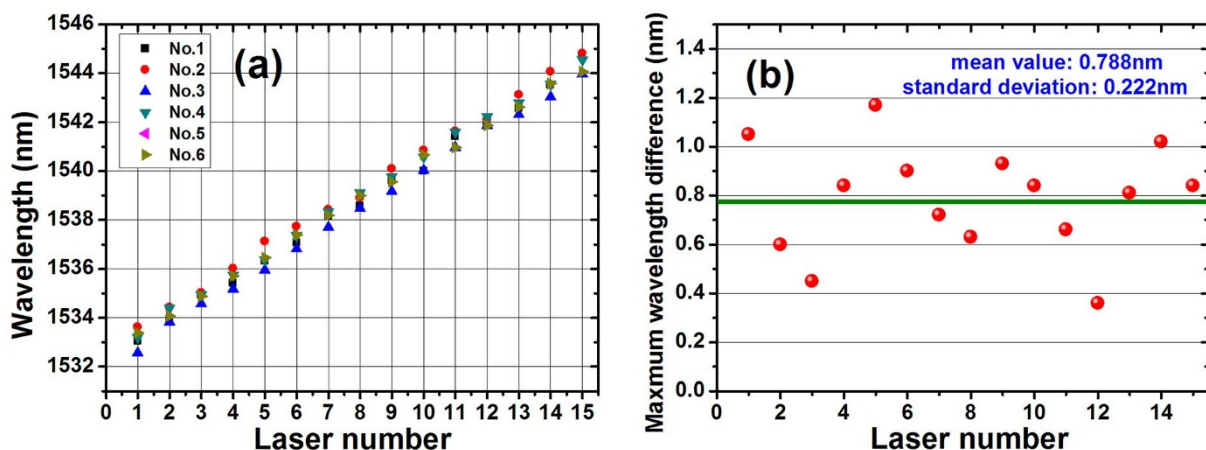 1546
1544
1542
1540
1538
1536
1534
1532
Wavelength (nm)
No.1
No.2
No.3
No.4
No.5
No.6
(a)
0 1 2 3 4 5 6 7 8 9 10 11 12 13 14 15
Laser number
1.4
1.2
1.0
0.8
0.6
0.4
0.2
0.0
Maxmum wavelength difference (nm)
(b)
mean value: 0.788nm
standard deviation: 0.222nm
0 2 4 6 8 10 12 14
Laser number